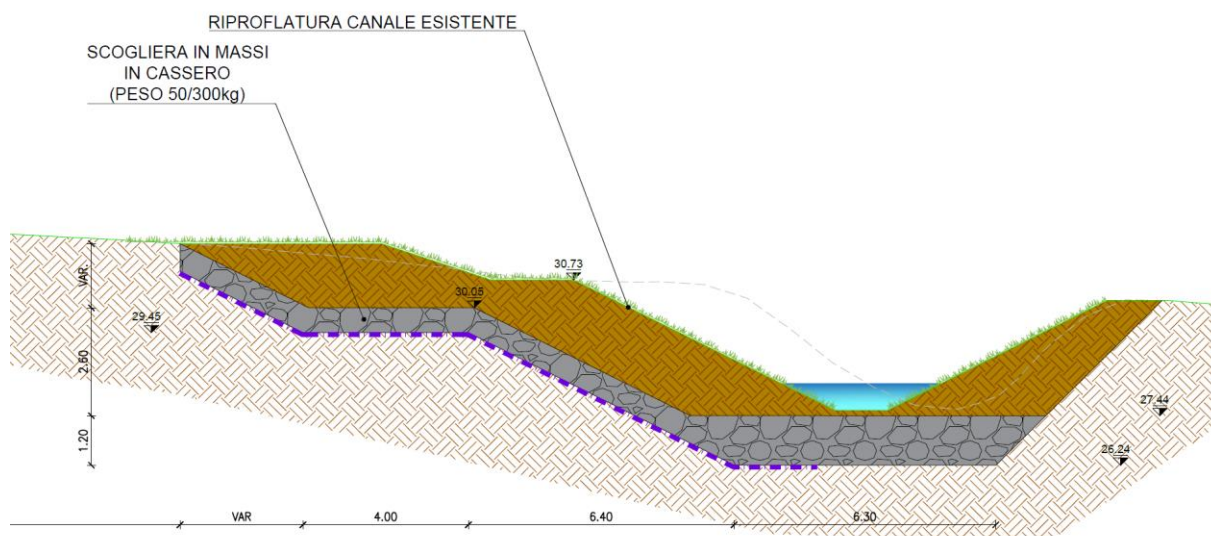 RIPROFLATURA CANALE ESISTENTE
SCOGLIERA IN MASSI
IN CASSERO
(PESO 50/300kg)
30.73
30.05
29.45
27.44
25.24
VAR.
2.60
1.20
VAR
4.00
6.40
6.30